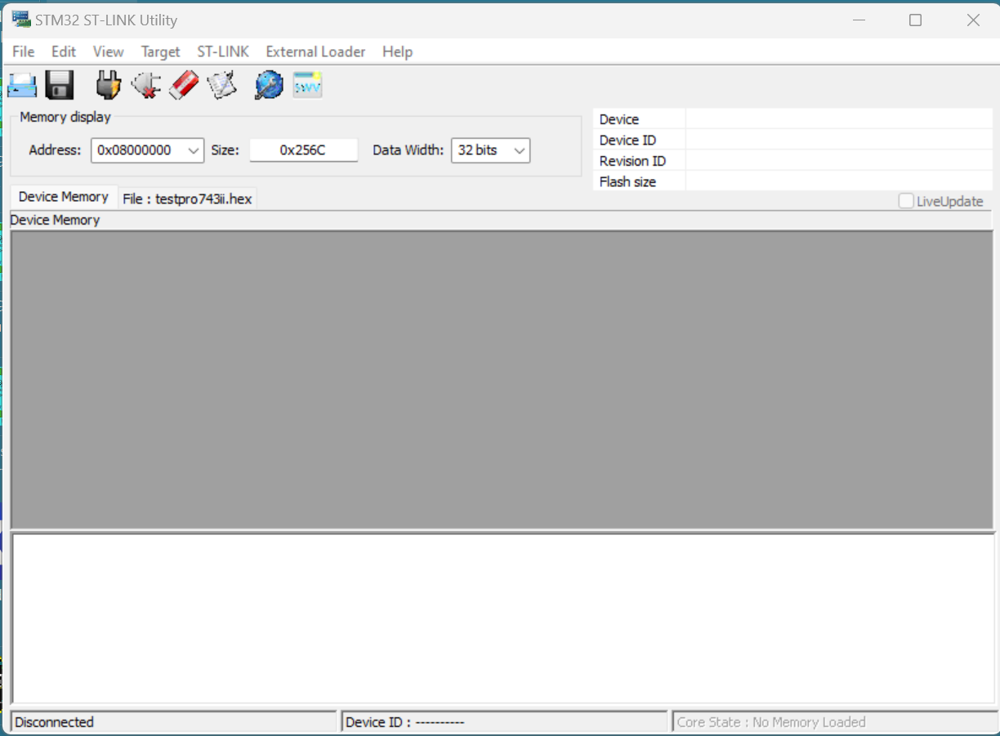 STM32 ST-LINK Utility
File Edit View Target ST-LINK External Loader Help
SWV
Memory display
Address: 0x08000000 Size: 0x256C Data Width: 32 bits
Device
Device ID
Revision ID
Flash size
Device Memory File : testpro743ii.hex
LiveUpdate
Device Memory
Disconnected Device ID : ---------- Core State : No Memory Loaded